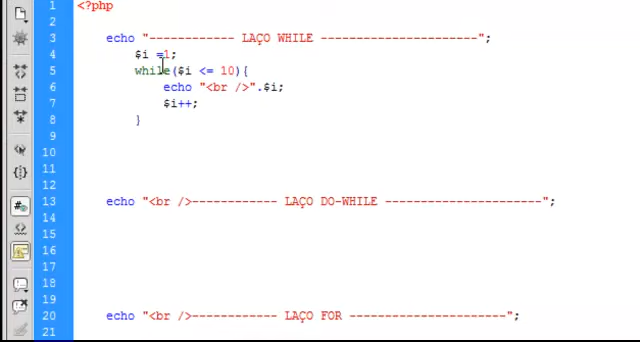 1 <?php
2
3 echo "------------ LAÇO WHILE ----------------------";
4 $i =1;
5 while($i <= 10){
6 echo "<br />".$i;
7 $i++;
8 }
9
10
11
12
13 echo "<br />------------ LAÇO DO-WHILE ----------------------";
14
15
16
17
18
19
20 echo "<br />------------ LAÇO FOR ----------------------";
21